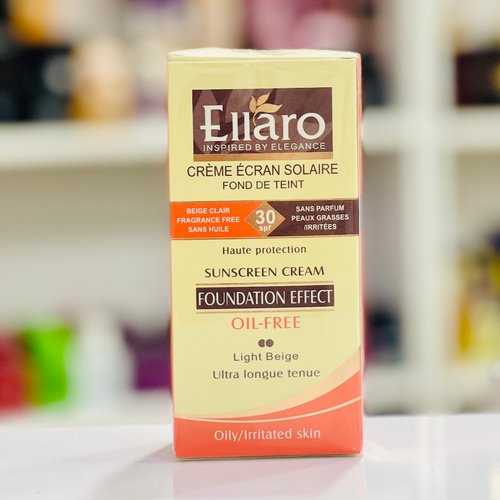 Ellaro
INSPIRED BY ELEGANCE
CRÈME ÉCRAN SOLAIRE
FOND DE TEINT
BEIGE CLAIR
FRAGRANCE FREE
SANS HUILE
30
spf
SANS PARFUM
PEAUX GRASSES
/IRRITÉES
Haute protection
SUNSCREEN CREAM
FOUNDATION EFFECT
OIL-FREE
Light Beige
Ultra longue tenue
Oily/Irritated skin